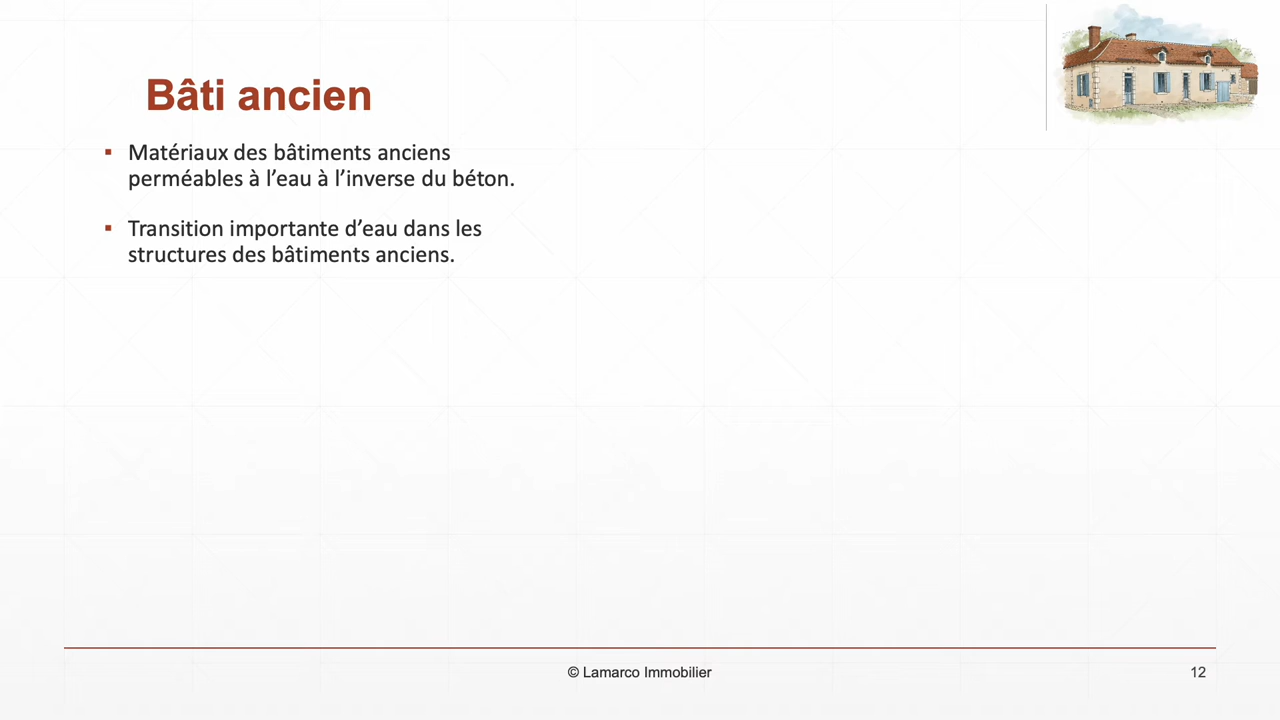 Bâti ancien
▪ Matériaux des bâtiments anciens
perméables à l’eau à l’inverse du béton.
▪ Transition importante d’eau dans les
structures des bâtiments anciens.
© Lamarco Immobilier
12